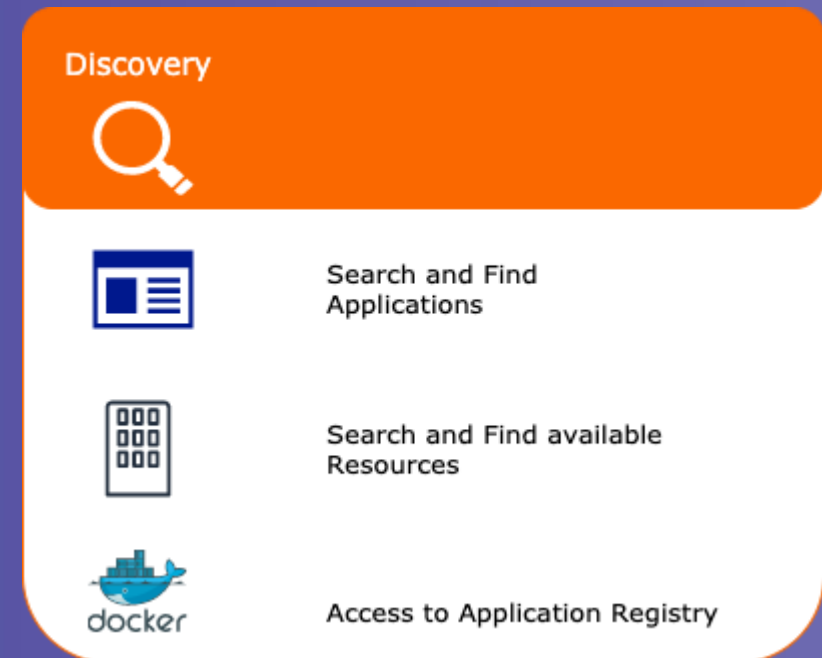 Discovery
Search and Find
Applications
Search and Find available
Resources
docker
Access to Application Registry